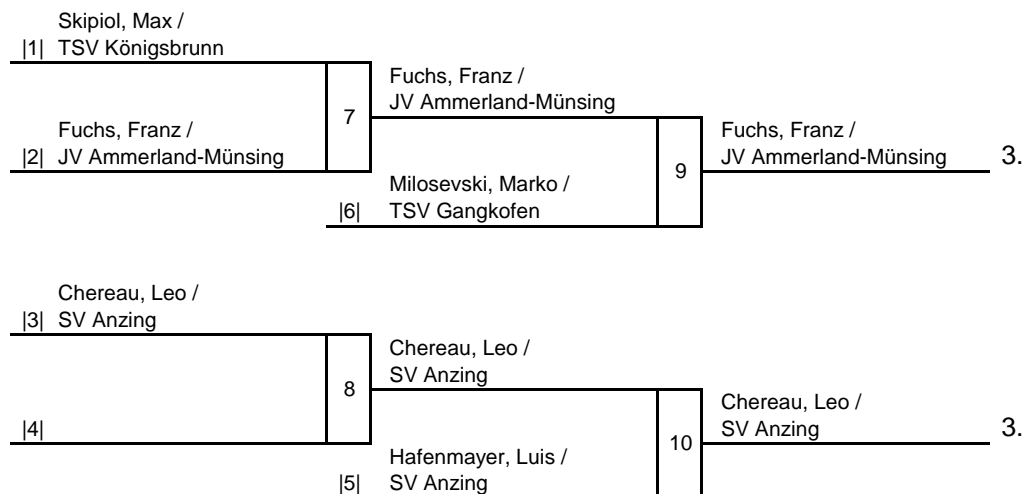 Skipiol, Max /
|1| TSV Königsbrunn
Fuchs, Franz /
JV Ammerland-Münsing
7
Fuchs, Franz /
|2| JV Ammerland-Münsing
Fuchs, Franz /
JV Ammerland-Münsing 3.
9
Milosevski, Marko /
|6| TSV Gangkofen
Chereau, Leo /
|3| SV Anzing
Chereau, Leo /
SV Anzing
8
Chereau, Leo /
SV Anzing 3.
|4|
10
Hafenmayer, Luis /
|5| SV Anzing